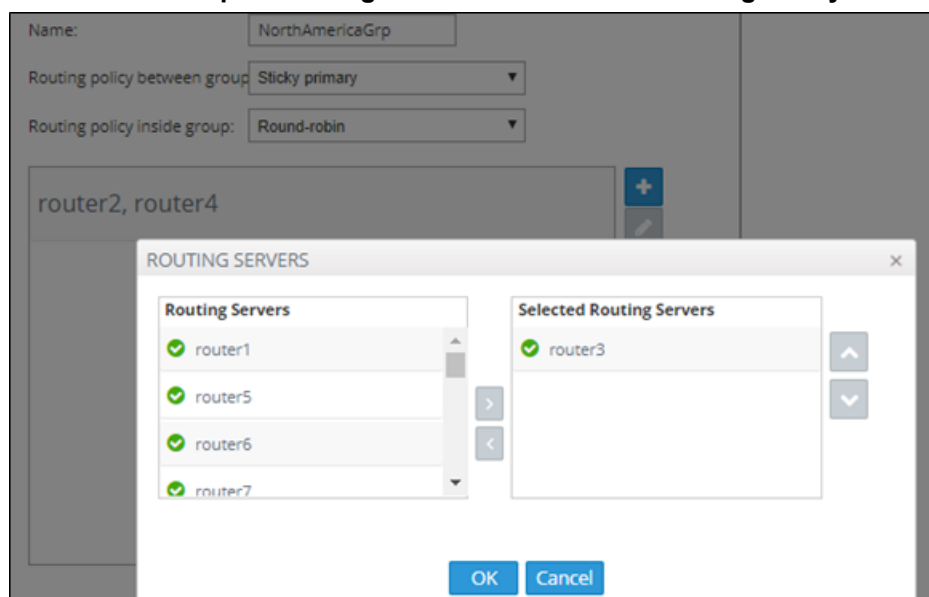 Name: NorthAmericaGrp
Routing policy between group Sticky primary
Routing policy inside group: Round-robin
router2, router4
ROUTING SERVERS
Routing Servers
router1
router5
router6
router7
Selected Routing Servers
router3
OK Cancel